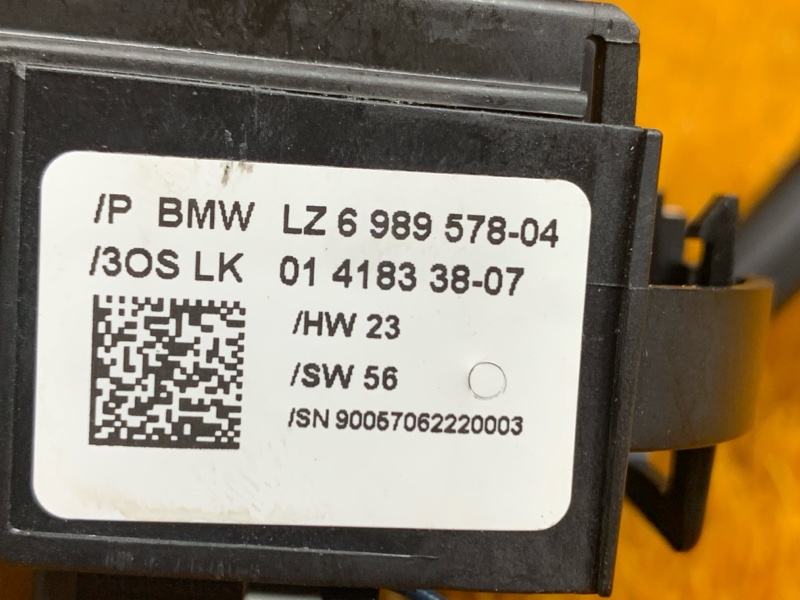 /P BMW LZ 6 989 578-04
/3OS LK 01 4183 38-07
/HW 23
/SW 56
/SN 90057062220003